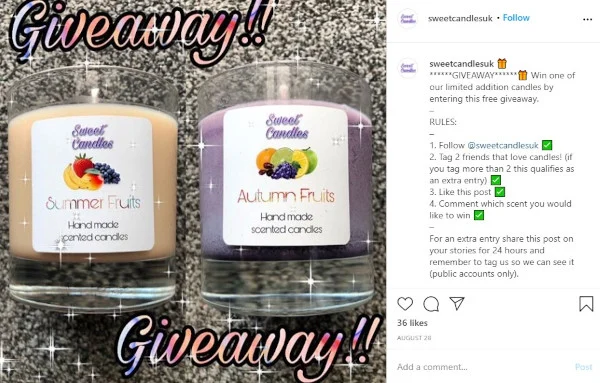 Giveaway!!
Sweet
Candles
Summer Fruits
Hand made
scented candles
Sweet
Candles
Autumn Fruits
Hand made
scented candles
Giveaway!!
sweetcandlesuk • Follow
sweetcandlesuk 🎁
******GIVEAWAY******🎁 Win one of
our limited addition candles by
entering this free giveaway.
–
RULES:
–
1. Follow @sweetcandlesuk ✅
2. Tag 2 friends that love candles! (if
you tag more than 2 this qualifies as
an extra entry) ✅
3. Like this post ✅
4. Comment which scent you would
like to win ✅
–
For an extra entry share this post on
your stories for 24 hours and
remember to tag us so we can see it
(public accounts only).
36 likes
AUGUST 29
Add a comment... Post